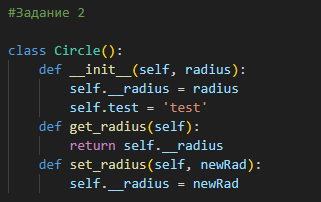 #Задание 2
class Circle():
    def __init__(self, radius):
        self.__radius = radius
        self.test = 'test'
    def get_radius(self):
        return self.__radius
    def set_radius(self, newRad):
        self.__radius = newRad